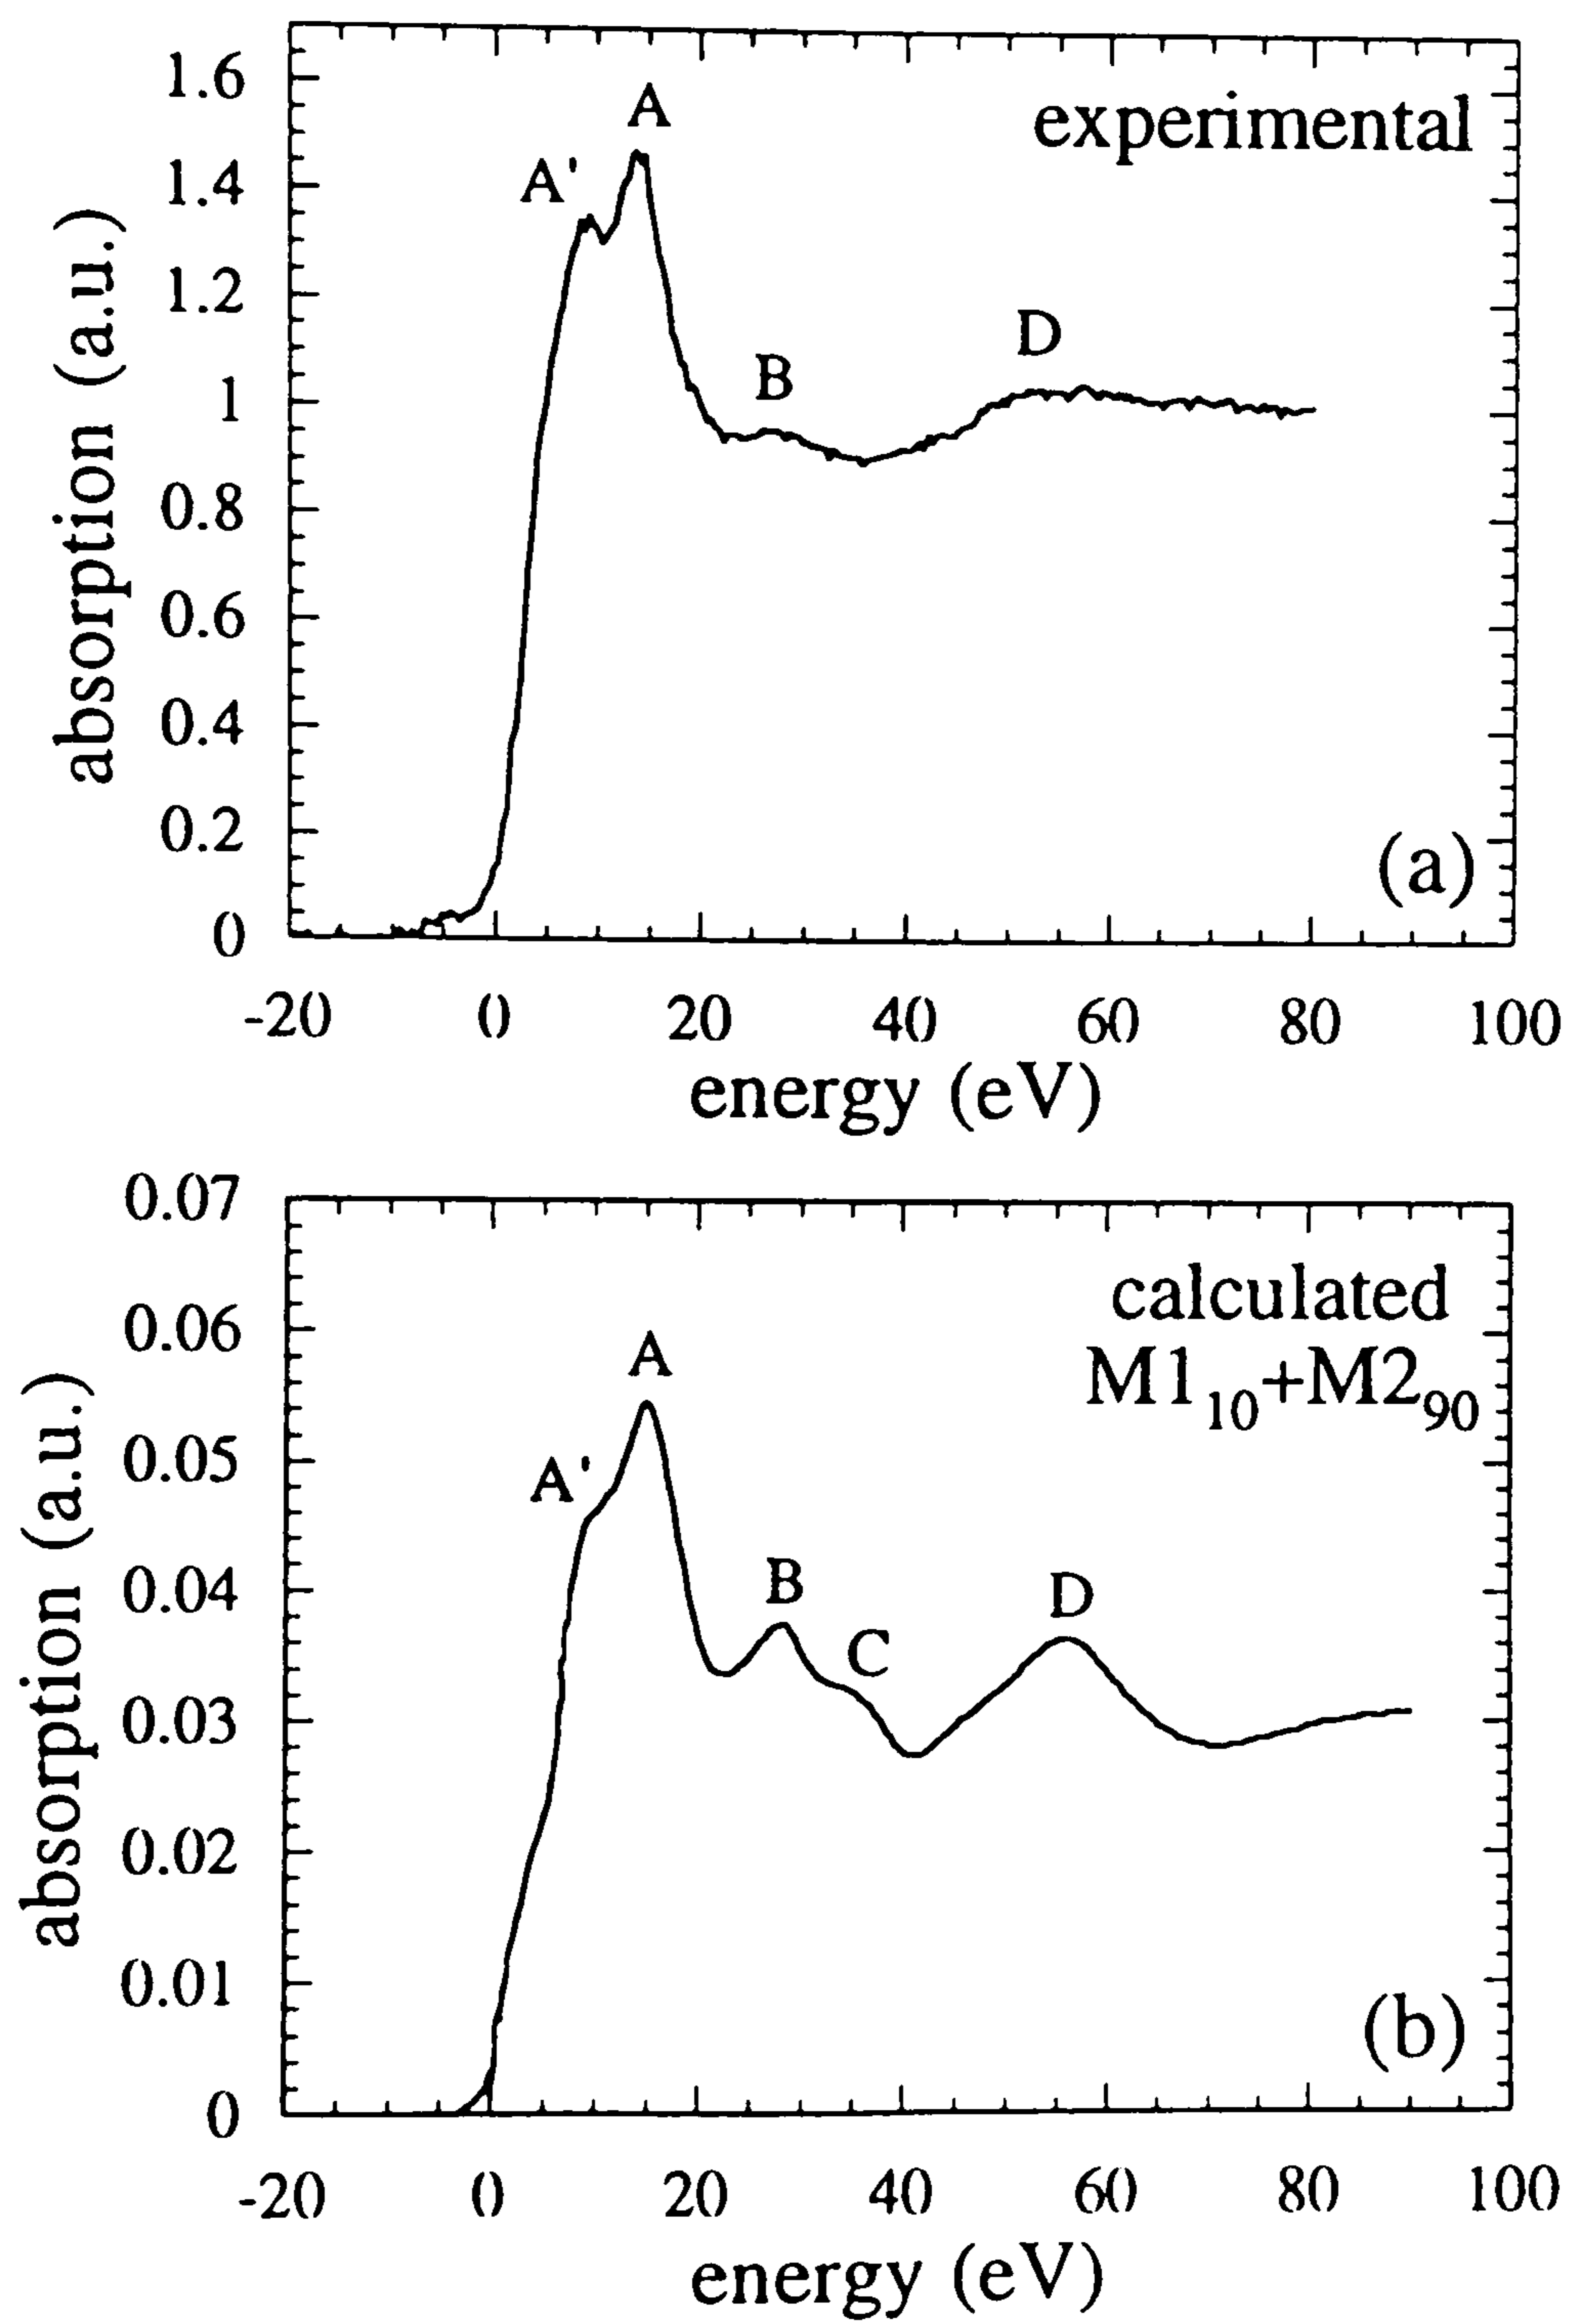 absorption (a.u.)
1.6
1.4
1.2
1
0.8
0.6
0.4
0.2
0
A
A'
B
D
experimental
(a)
-20 0 20 40 60 80 100
energy (eV)
absorption (a.u.)
0.07
0.06
0.05
0.04
0.03
0.02
0.01
0
A
A'
B
C
D
calculated
M1₁₀+M2₉₀
(b)
-20 0 20 40 60 80 100
energy (eV)